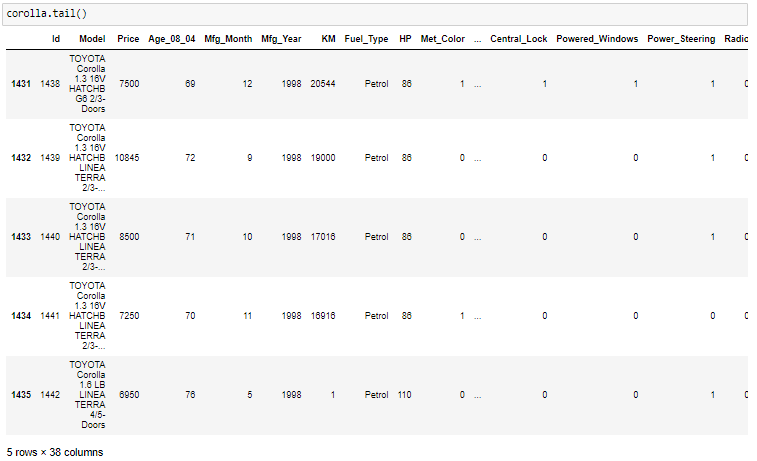 corolla.tail()
Id Model Price Age_08_04 Mfg_Month Mfg_Year KM Fuel_Type HP Met_Color ... Central_Lock Powered_Windows Power_Steering Radio
TOYOTA
Corolla
1.3 16V
1431 1438 HATCHB 7500 69 12 1998 20544 Petrol 86 1 ... 1 1 1 0
G6 2/3-
Doors
TOYOTA
Corolla
1.3 16V
1432 1439 HATCHB 10845 72 9 1998 19000 Petrol 86 0 ... 0 0 1 0
LINEA
TERRA
2/3-...
TOYOTA
Corolla
1.3 16V
1433 1440 HATCHB 8500 71 10 1998 17016 Petrol 86 0 ... 0 0 1 0
LINEA
TERRA
2/3-...
TOYOTA
Corolla
1.3 16V
1434 1441 HATCHB 7250 70 11 1998 16916 Petrol 86 1 ... 0 0 0 0
LINEA
TERRA
2/3-...
TOYOTA
Corolla
1.6 LB
1435 1442 LINEA 6950 76 5 1998 1 Petrol 110 0 ... 0 0 1 0
TERRA
4/5-
Doors
5 rows × 38 columns